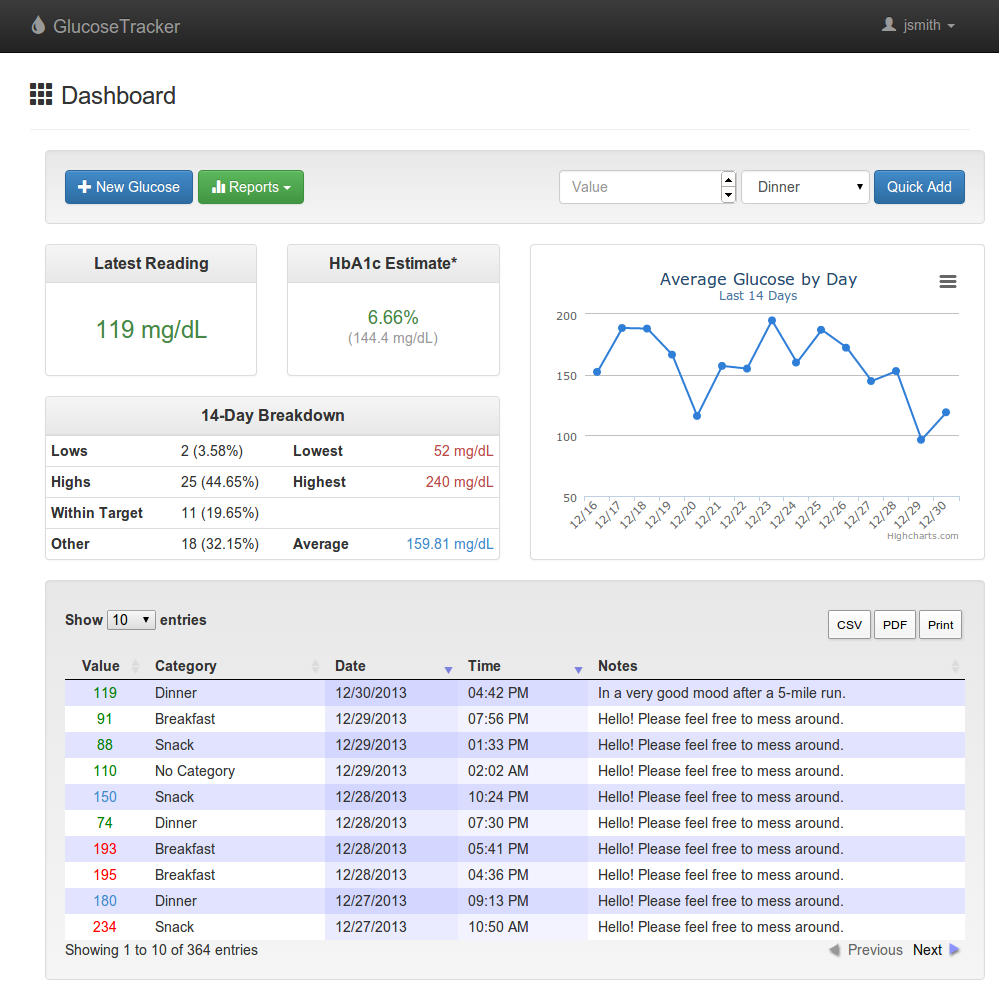 GlucoseTracker
jsmith
Dashboard
New Glucose
Reports
Value
Dinner
Quick Add
Latest Reading
119 mg/dL
HbA1c Estimate*
6.66%
(144.4 mg/dL)
14-Day Breakdown
Lows 2 (3.58%) Lowest 52 mg/dL
Highs 25 (44.65%) Highest 240 mg/dL
Within Target 11 (19.65%)
Other 18 (32.15%) Average 159.81 mg/dL
Average Glucose by Day
Last 14 Days
200
150
100
50
12/16 12/17 12/18 12/19 12/20 12/21 12/22 12/23 12/24 12/25 12/26 12/27 12/28 12/29 12/30
Highcharts.com
Show 10 entries
CSV PDF Print
Value Category Date Time Notes
119 Dinner 12/30/2013 04:42 PM In a very good mood after a 5-mile run.
91 Breakfast 12/29/2013 07:56 PM Hello! Please feel free to mess around.
88 Snack 12/29/2013 01:33 PM Hello! Please feel free to mess around.
110 No Category 12/29/2013 02:02 AM Hello! Please feel free to mess around.
150 Snack 12/28/2013 10:24 PM Hello! Please feel free to mess around.
74 Dinner 12/28/2013 07:30 PM Hello! Please feel free to mess around.
193 Breakfast 12/28/2013 05:41 PM Hello! Please feel free to mess around.
195 Breakfast 12/28/2013 04:36 PM Hello! Please feel free to mess around.
180 Dinner 12/27/2013 09:13 PM Hello! Please feel free to mess around.
234 Snack 12/27/2013 10:50 AM Hello! Please feel free to mess around.
Showing 1 to 10 of 364 entries
Previous Next